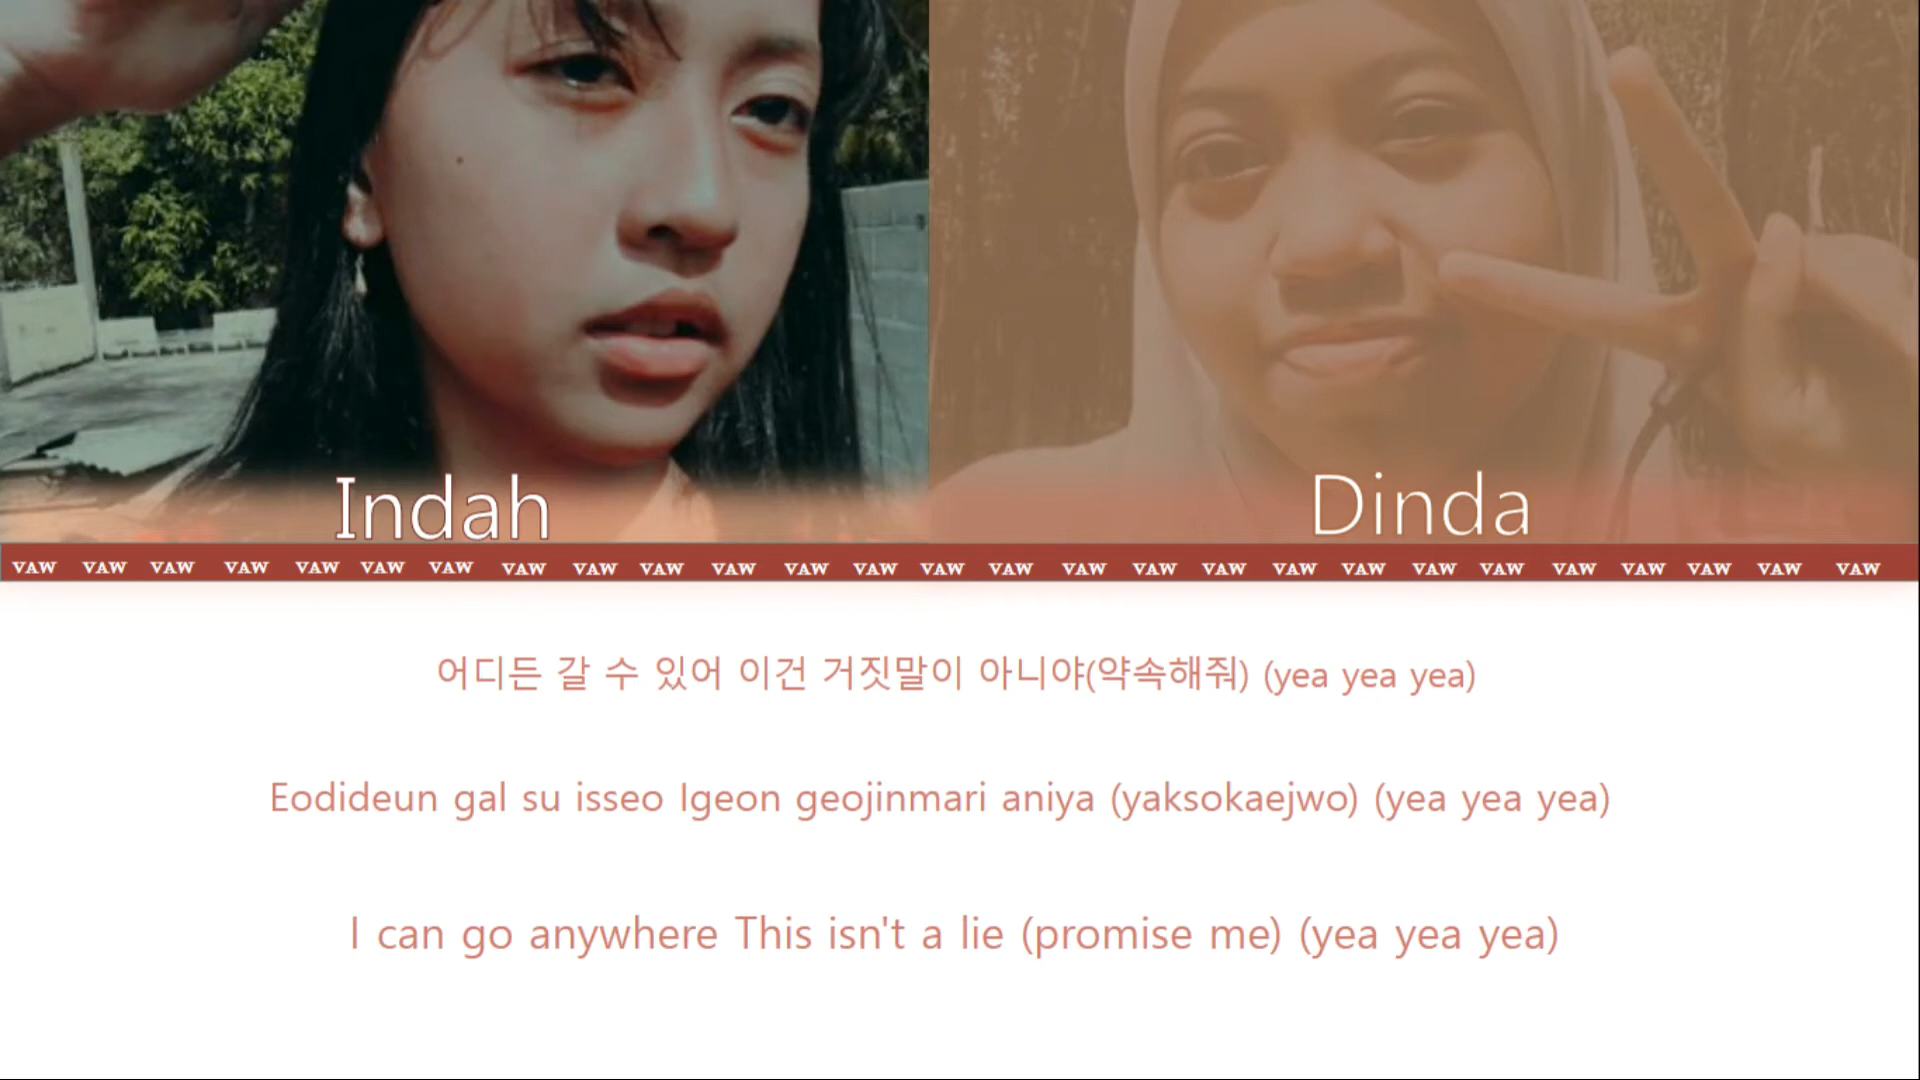 Indah
Dinda
VAW VAW VAW VAW VAW VAW VAW VAW VAW VAW VAW VAW VAW VAW VAW VAW VAW VAW VAW VAW VAW VAW VAW VAW VAW VAW VAW
어디든 갈 수 있어 이건 거짓말이 아니야(약속해줘) (yea yea yea)
Eodideun gal su isseo Igeon geojinmari aniya (yaksokaejwo) (yea yea yea)
I can go anywhere This isn't a lie (promise me) (yea yea yea)